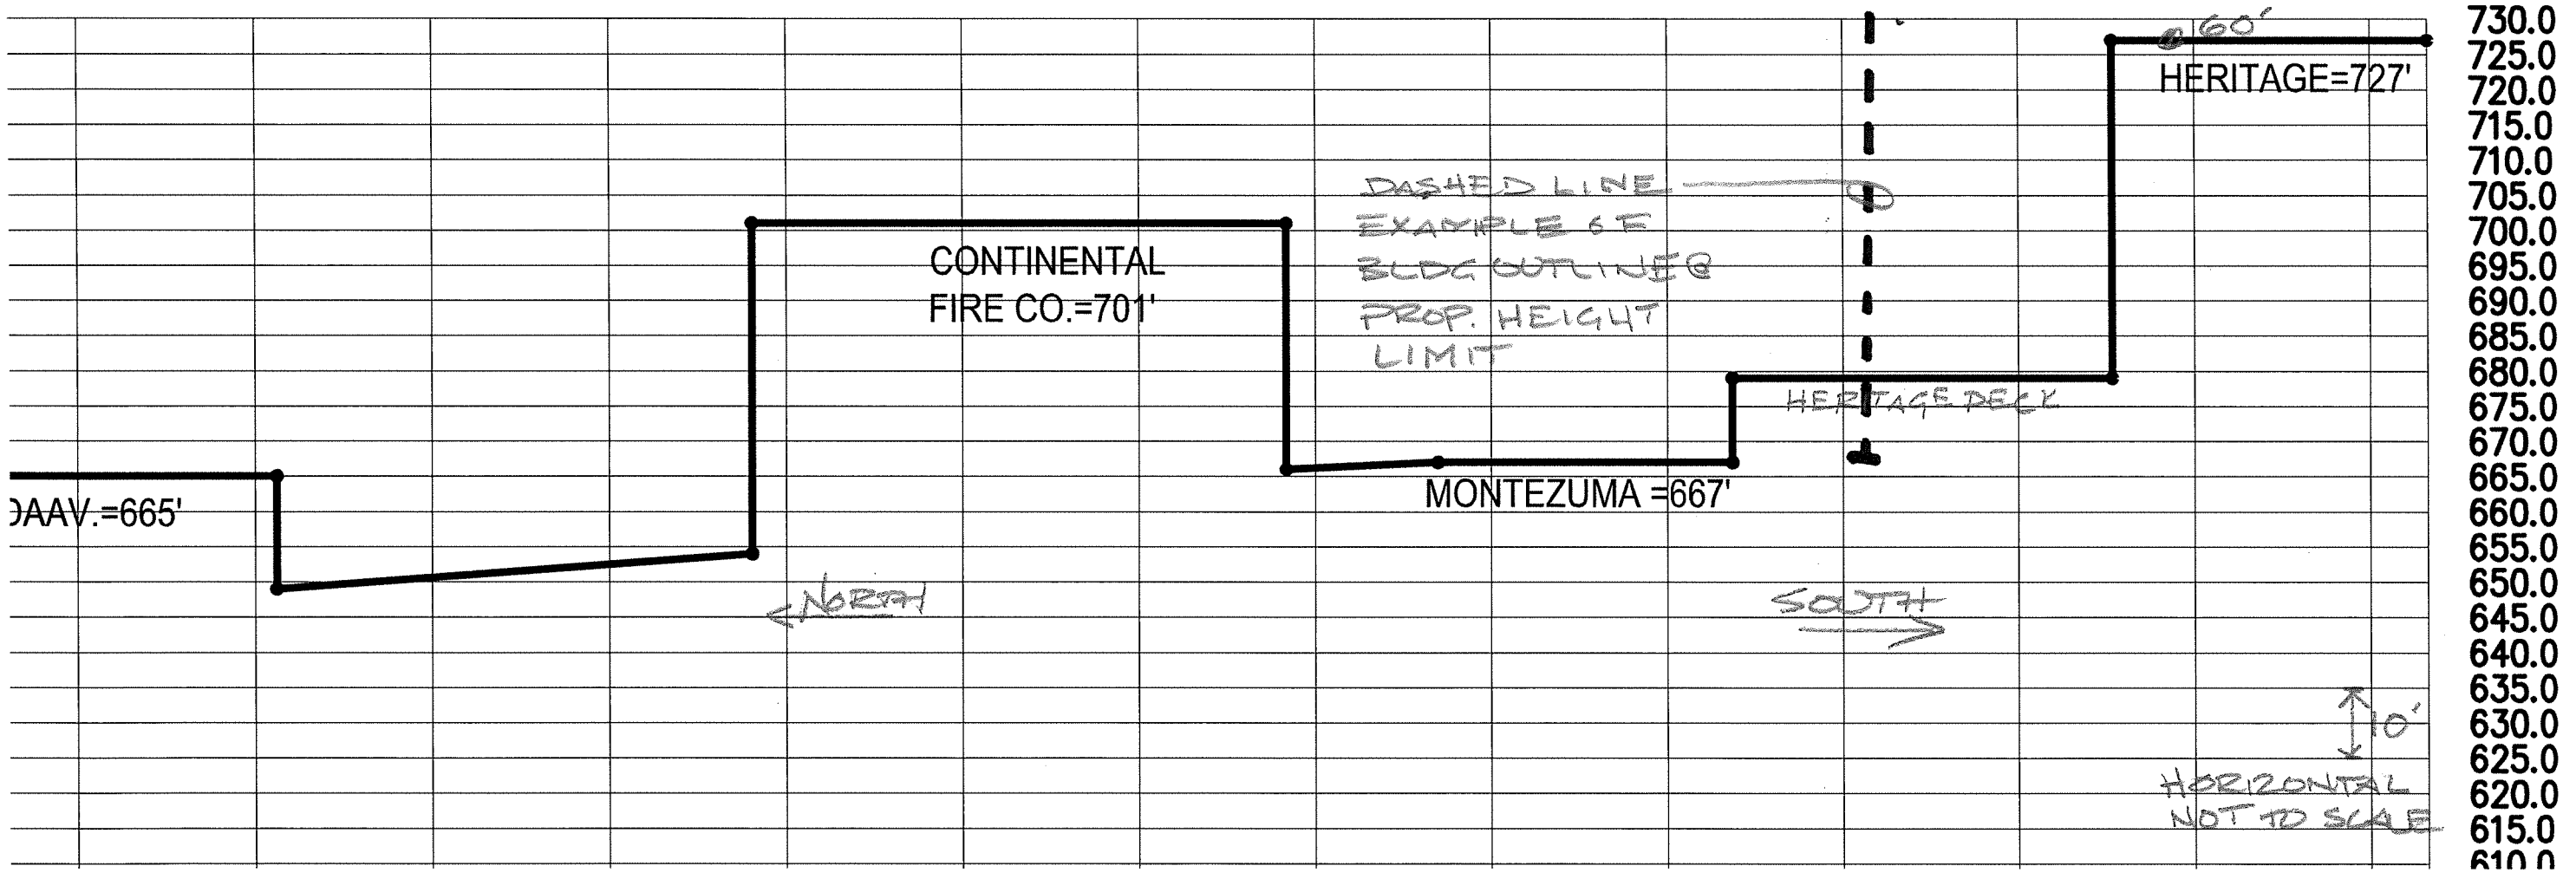 @ 60'
HERITAGE=727'
DASHED LINE
EXAMPLE OF
BLDG OUTLINE @
PROP. HEIGHT
LIMIT
CONTINENTAL
FIRE CO.=701'
HERITAGE DECK
MONTEZUMA =667'
AAV.=665'
NORTH
SOUTH
10'
HORIZONTAL
NOT TO SCALE
730.0
725.0
720.0
715.0
710.0
705.0
700.0
695.0
690.0
685.0
680.0
675.0
670.0
665.0
660.0
655.0
650.0
645.0
640.0
635.0
630.0
625.0
620.0
615.0
610.0